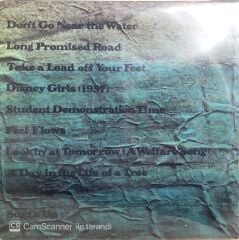 Don't Go Near the Water
Long Promised Road
Take a Load off Your Feet
Disney Girls (1957)
Student Demonstration Time
Feel Flows
Lookin' at Tomorrow (A Welfare Song)
A Day in the Life of a Tree
CS CamScanner ile tarandı